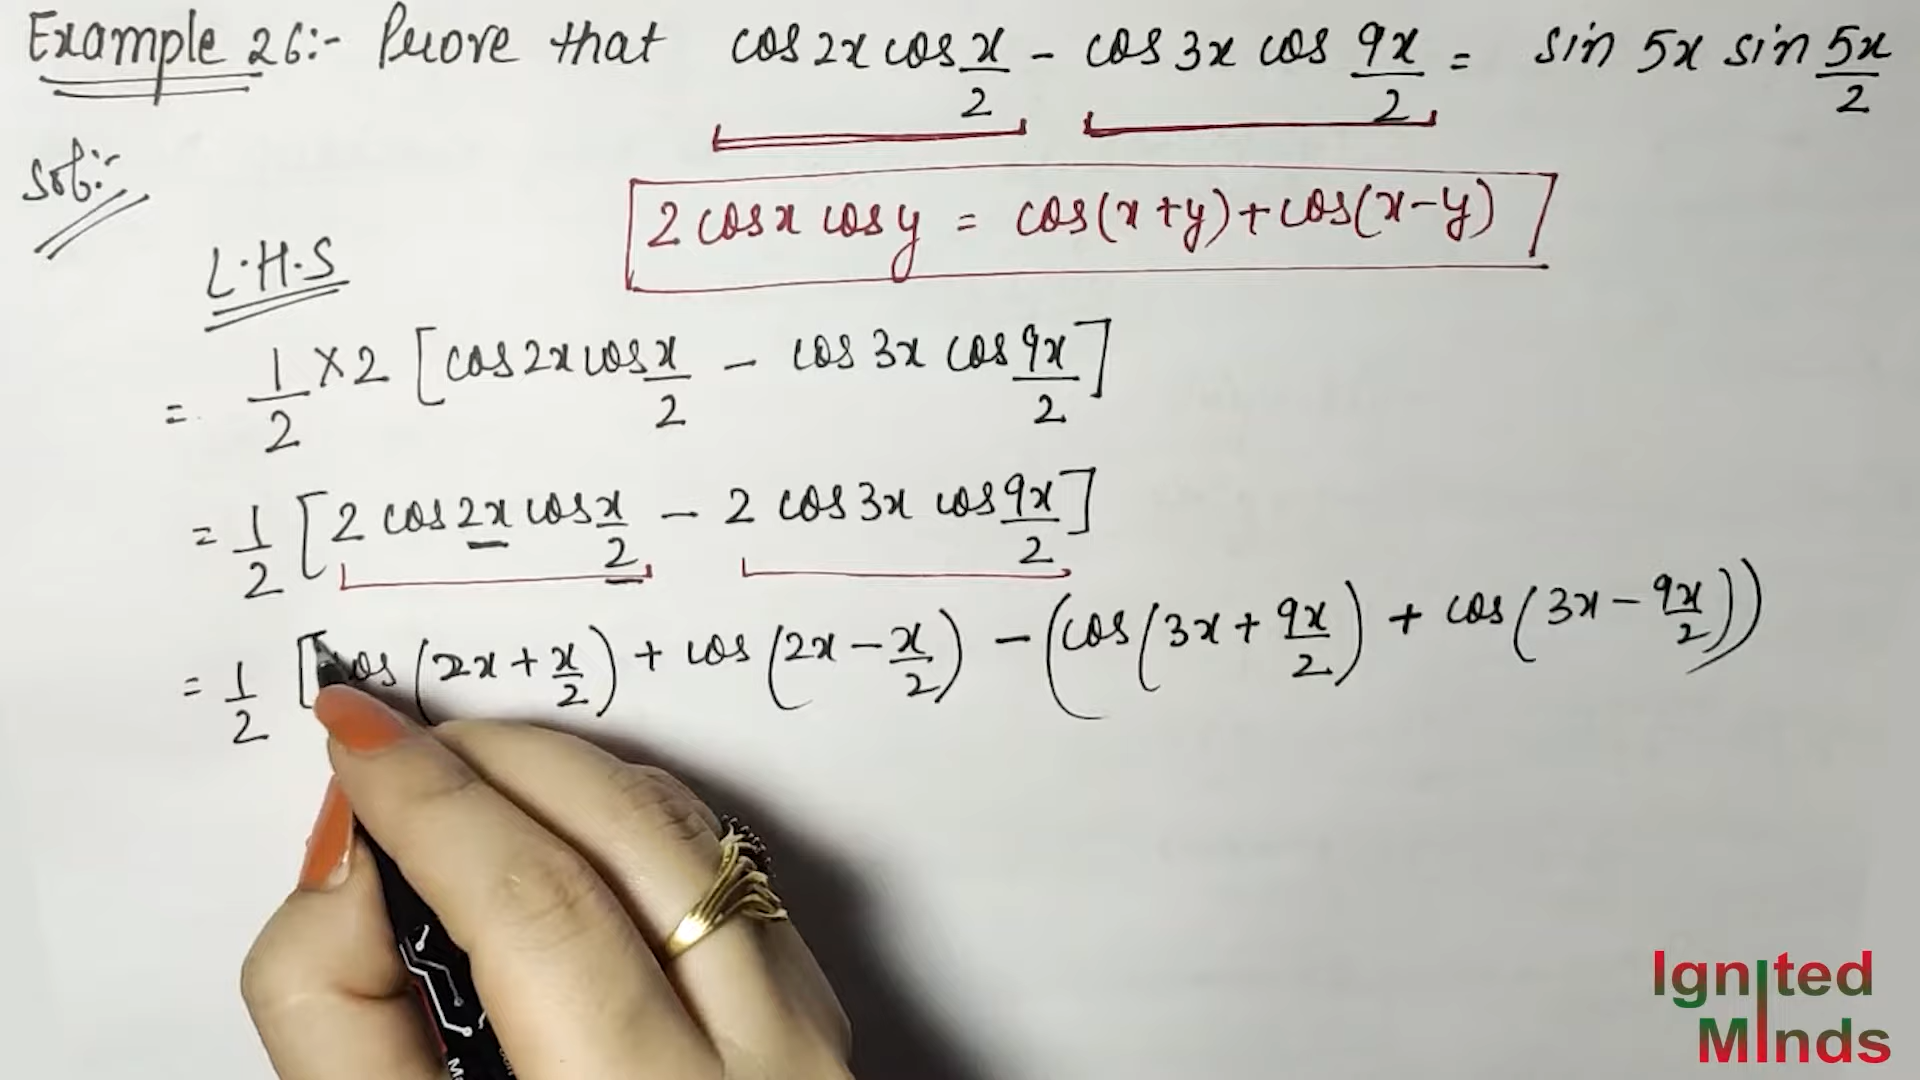 Example 26:- Prove that cos 2x cos x/2 - cos 3x cos 9x/2 = sin 5x sin 5x/2
Sol:-
2 cos x cos y = cos(x+y)+cos(x-y)
L.H.S
= 1/2 × 2 [cos 2x cos x/2 - cos 3x cos 9x/2]
= 1/2 [2 cos 2x cos x/2 - 2 cos 3x cos 9x/2]
= 1/2 [cos (2x + x/2) + cos (2x - x/2) - (cos (3x + 9x/2) + cos (3x - 9x/2))
Ignited
Minds